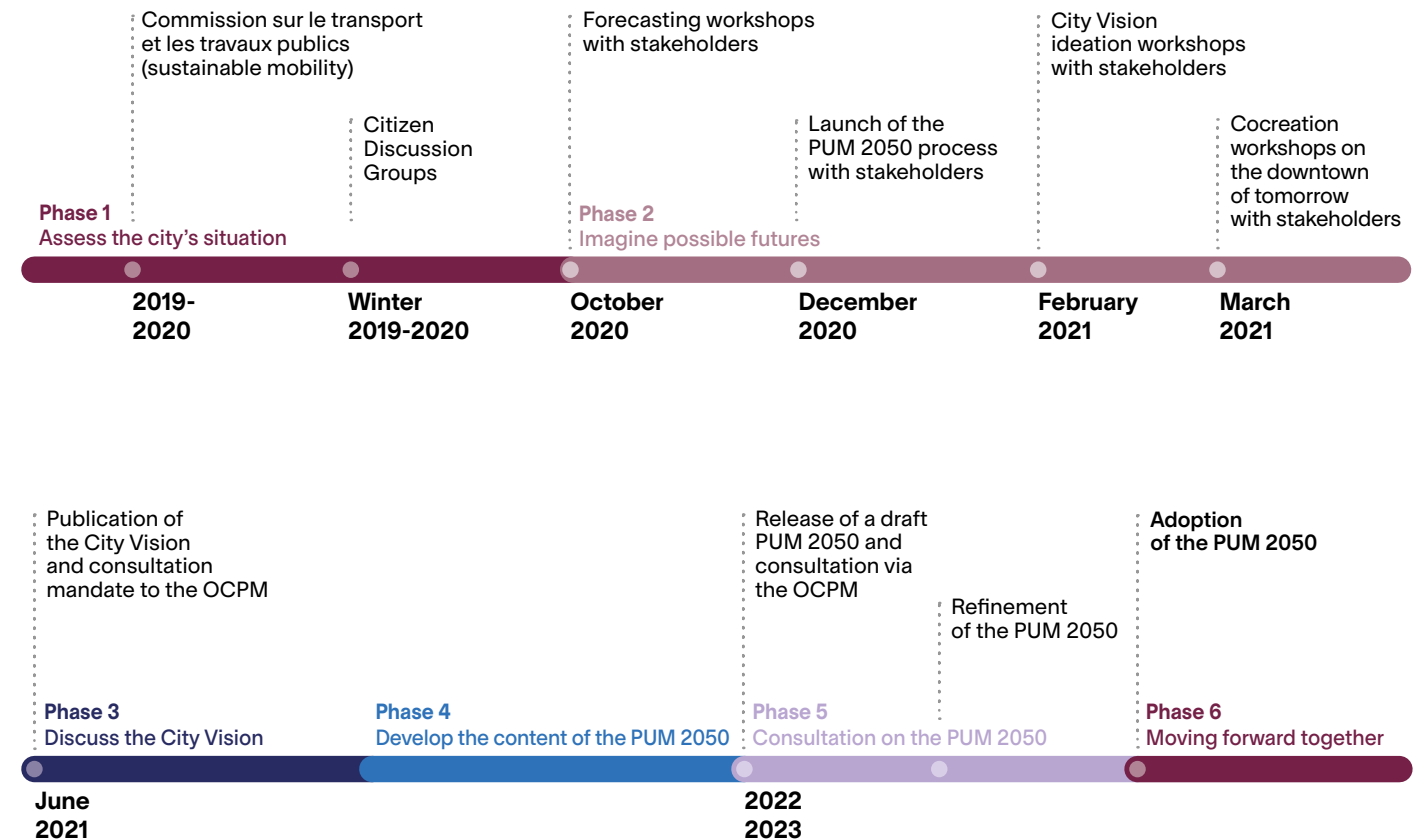 Commission sur le transport
et les travaux publics
(sustainable mobility)
Citizen
Discussion
Groups
Forecasting workshops
with stakeholders
Launch of the
PUM 2050 process
with stakeholders
City Vision
ideation workshops
with stakeholders
Cocreation
workshops on
the downtown
of tomorrow
with stakeholders
Phase 1
Assess the city's situation
Phase 2
Imagine possible futures
2019-
2020
Winter
2019-2020
October
2020
December
2020
February
2021
March
2021
Publication of
the City Vision
and consultation
mandate to the OCPM
Release of a draft
PUM 2050 and
consultation via
the OCPM
Refinement
of the PUM 2050
Adoption
of the PUM 2050
Phase 3
Discuss the City Vision
Phase 4
Develop the content of the PUM 2050
Phase 5
Consultation on the PUM 2050
Phase 6
Moving forward together
June
2021
2022
2023